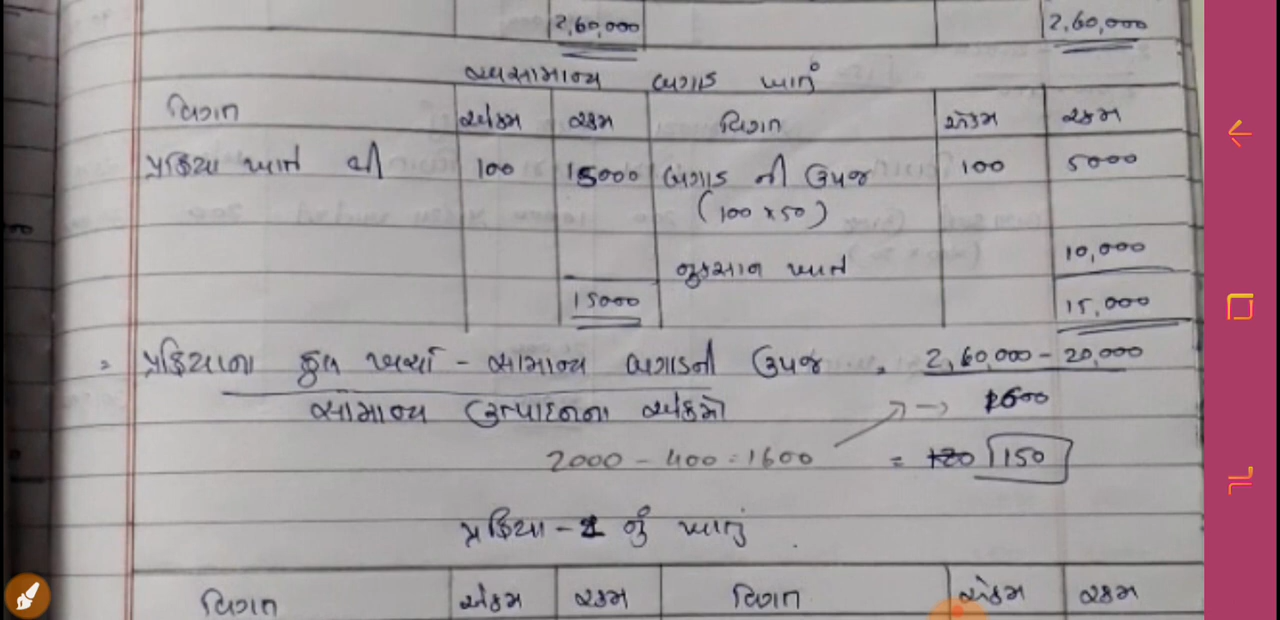 2,60,000 2,60,000
અસામાન્ય બગાડ ખાતું
વિગત એકમ રકમ વિગત એકમ રકમ
પ્રક્રિયા ખાતે થી 100 15000 બગાડ ની ઉપજ 100 5000
(100 x 50)
નુકસાન ખાતે 10,000
15000 15,000
= પ્રક્રિયાના કુલ ખર્ચા - સામાન્ય બગાડની ઉપજ = 2,60,000 - 20,000
સામાન્ય ઉત્પાદનના એકમો → 1600
2000 - 400 = 1600 = 150
પ્રક્રિયા - 2 નું ખાતું
વિગત એકમ રકમ વિગત એકમ રકમ